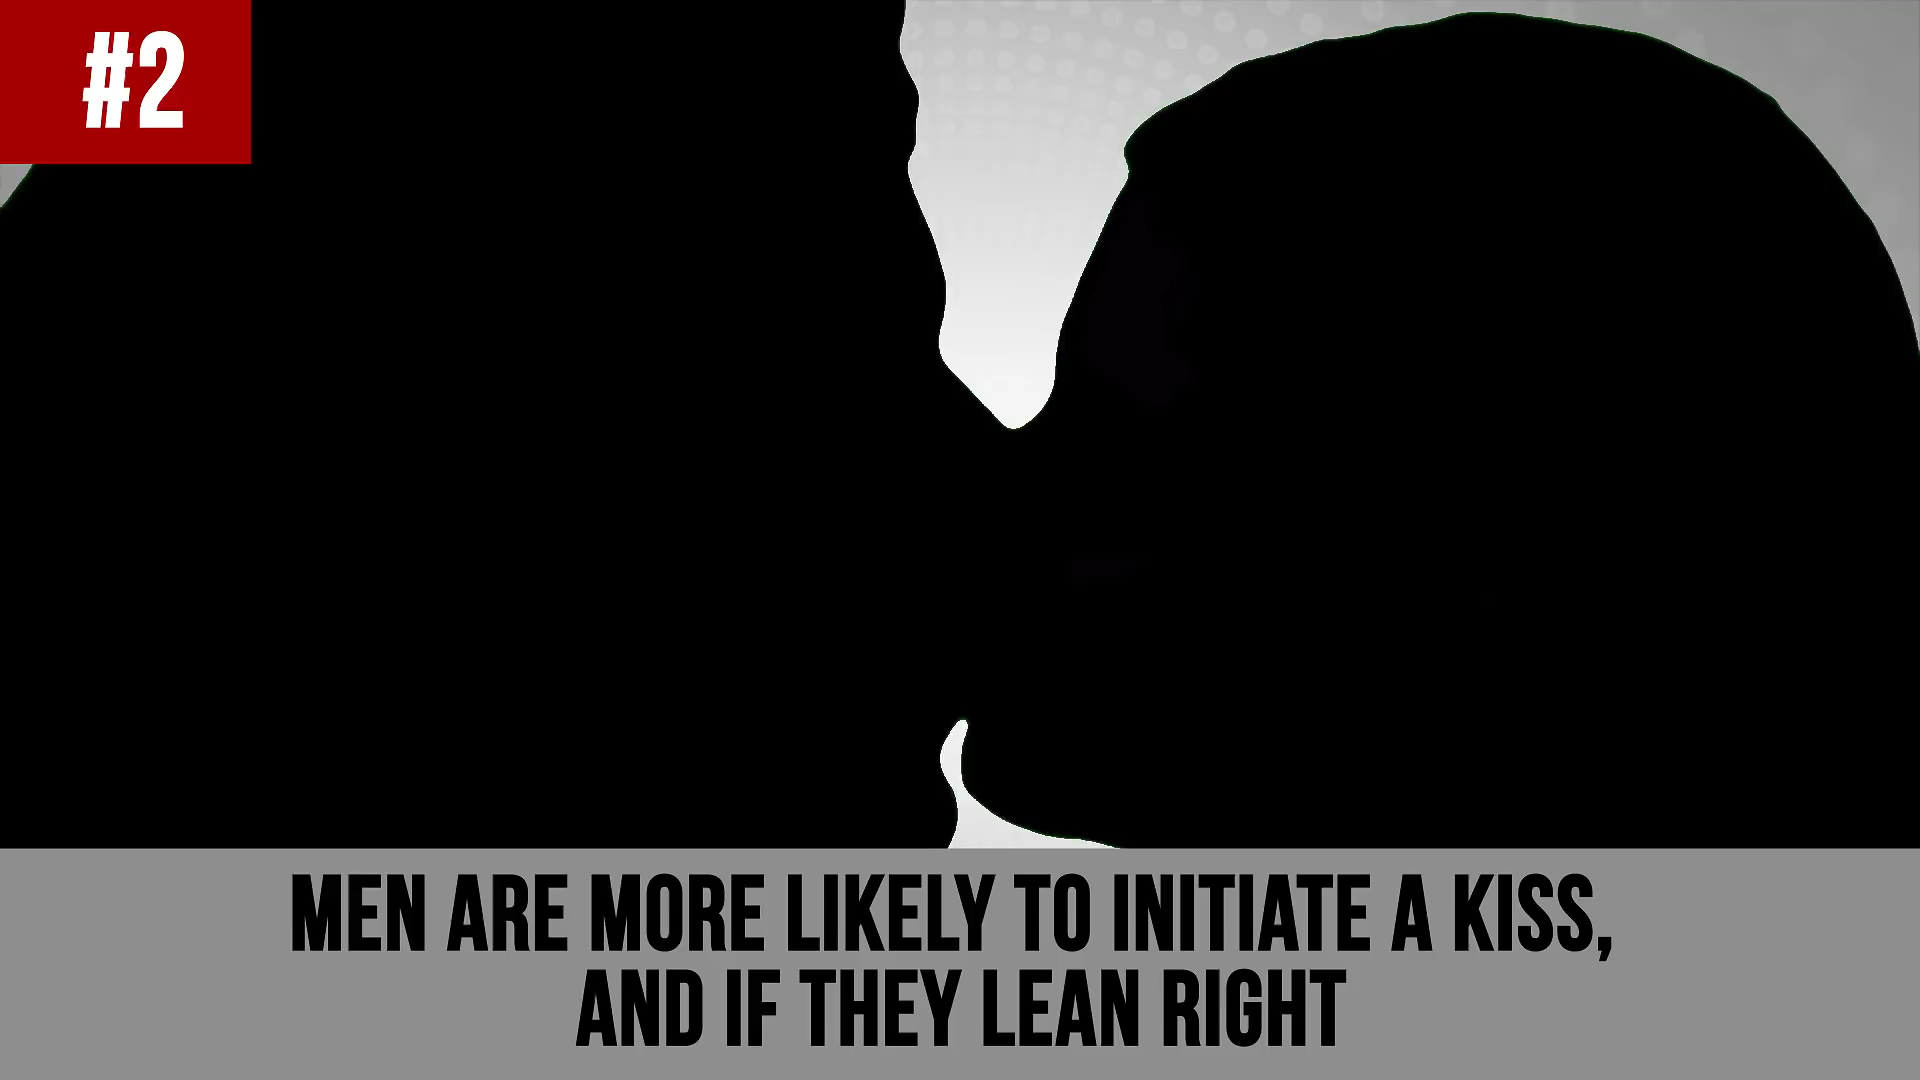 #2
MEN ARE MORE LIKELY TO INITIATE A KISS,
AND IF THEY LEAN RIGHT